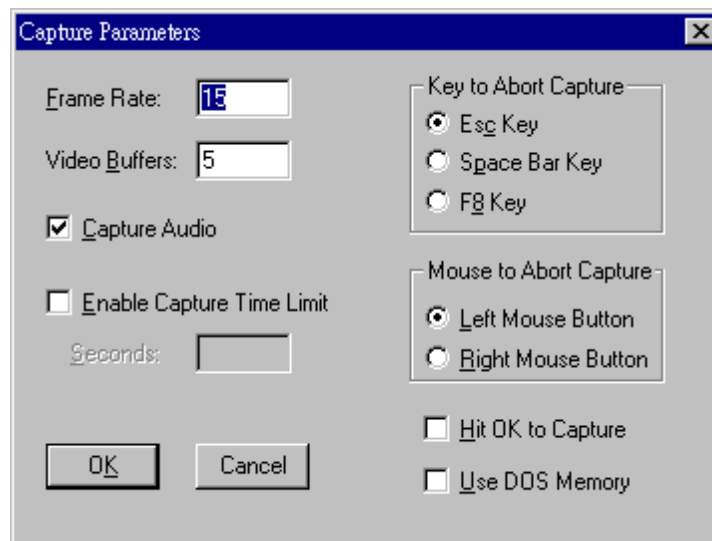 Capture Parameters
Frame Rate: 15
Video Buffers: 5
Capture Audio
Enable Capture Time Limit
Seconds:
OK
Cancel
Key to Abort Capture
Esc Key
Space Bar Key
F8 Key
Mouse to Abort Capture
Left Mouse Button
Right Mouse Button
Hit OK to Capture
Use DOS Memory